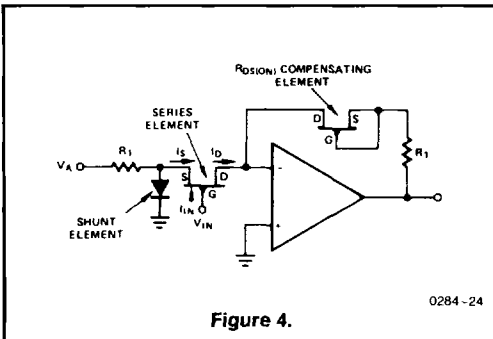 RDS(ON) COMPENSATING
ELEMENT
SERIES
ELEMENT
D S
G
R1
VA
R1
IS
ID
S D
G
IIN
VIN
SHUNT
ELEMENT
-
+
0284-24
Figure 4.